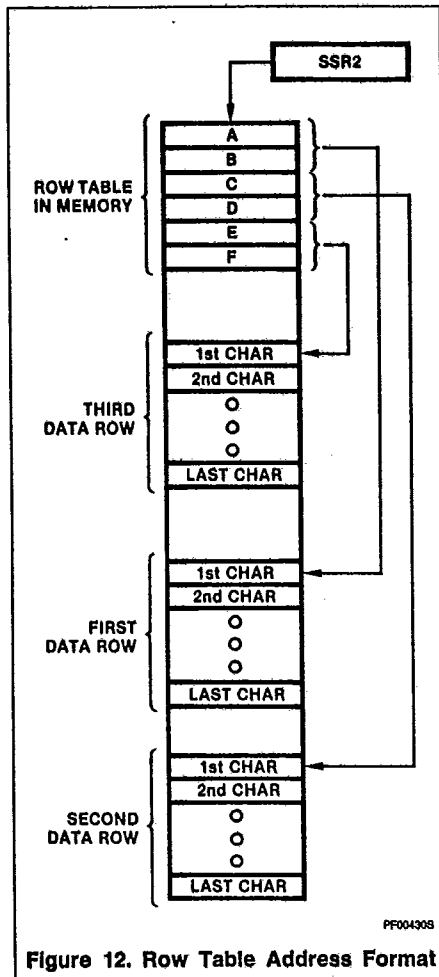 SSR2
A
B
C
D
E
F
ROW TABLE
IN MEMORY
1st CHAR
2nd CHAR
LAST CHAR
THIRD
DATA ROW
1st CHAR
2nd CHAR
LAST CHAR
FIRST
DATA ROW
1st CHAR
2nd CHAR
LAST CHAR
SECOND
DATA ROW
PF00430S
Figure 12. Row Table Address Format